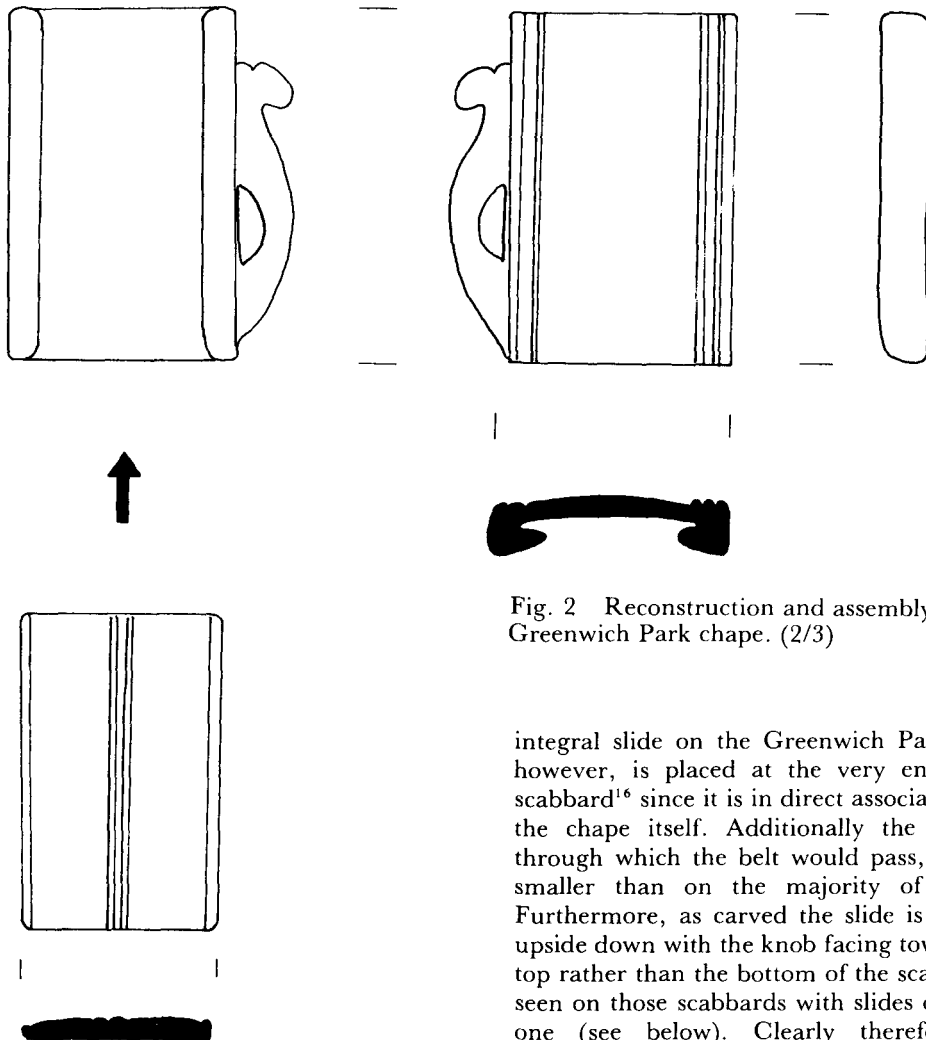 Fig. 2 Reconstruction and assembly
Greenwich Park chape. (2/3)
integral slide on the Greenwich Pa
however, is placed at the very en
scabbard¹⁶ since it is in direct associa
the chape itself. Additionally the
through which the belt would pass,
smaller than on the majority of
Furthermore, as carved the slide is
upside down with the knob facing tov
top rather than the bottom of the sca
seen on those scabbards with slides
one (see below). Clearly theref